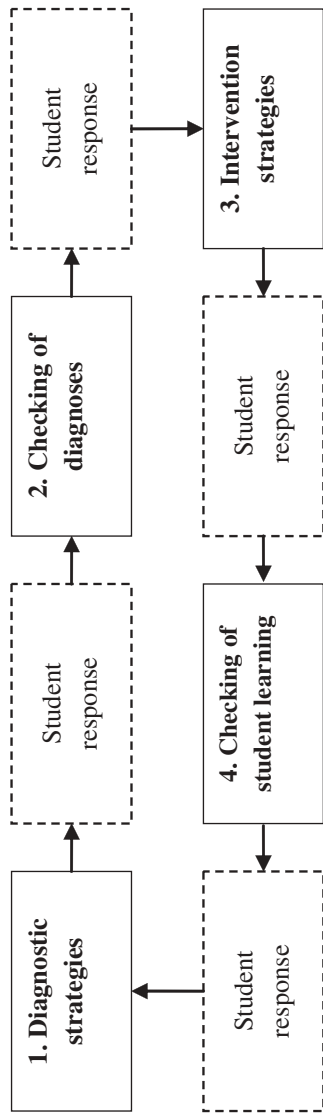 1. Diagnostic
strategies
Student
response
2. Checking of
diagnoses
Student
response
3. Intervention
strategies
Student
response
4. Checking of
student learning
Student
response